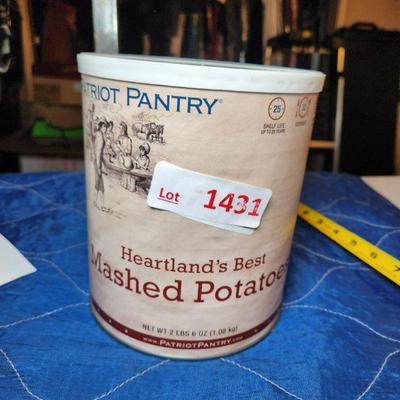 PATRIOT PANTRY®
25
SHELF LIFE
UP TO 25 YEARS
Lot 1431
Heartland's Best
Mashed Potatoes
NET WT 2 LBS 6 OZ (1.08 kg)
WWW.PATRIOTPANTRY.COM